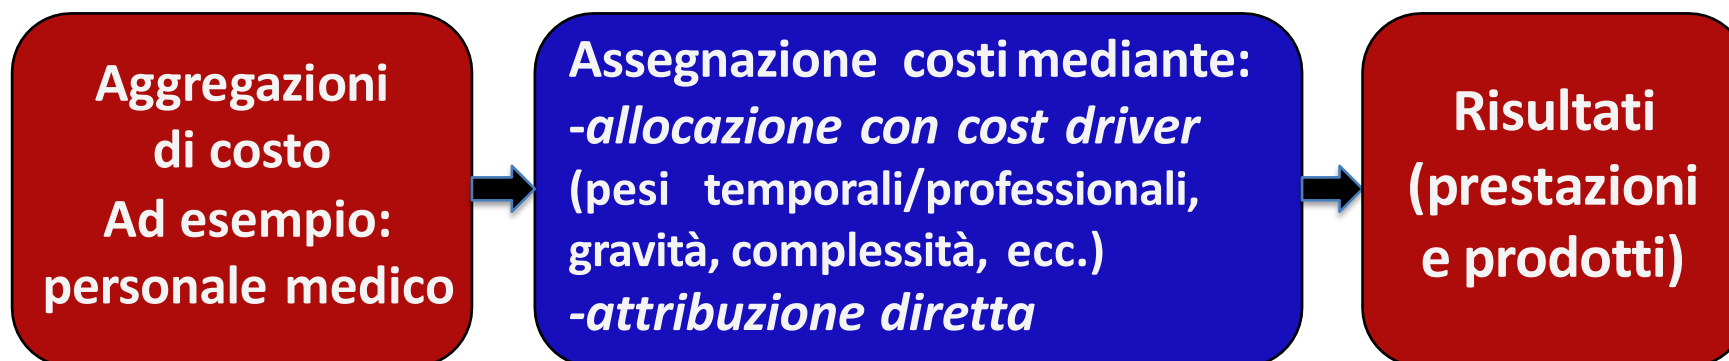 Aggregazioni
di costo
Ad esempio:
personale medico
Assegnazione costi mediante:
-allocazione con cost driver
(pesi temporali/professionali,
gravità, complessità, ecc.)
-attribuzione diretta
Risultati
(prestazioni
e prodotti)